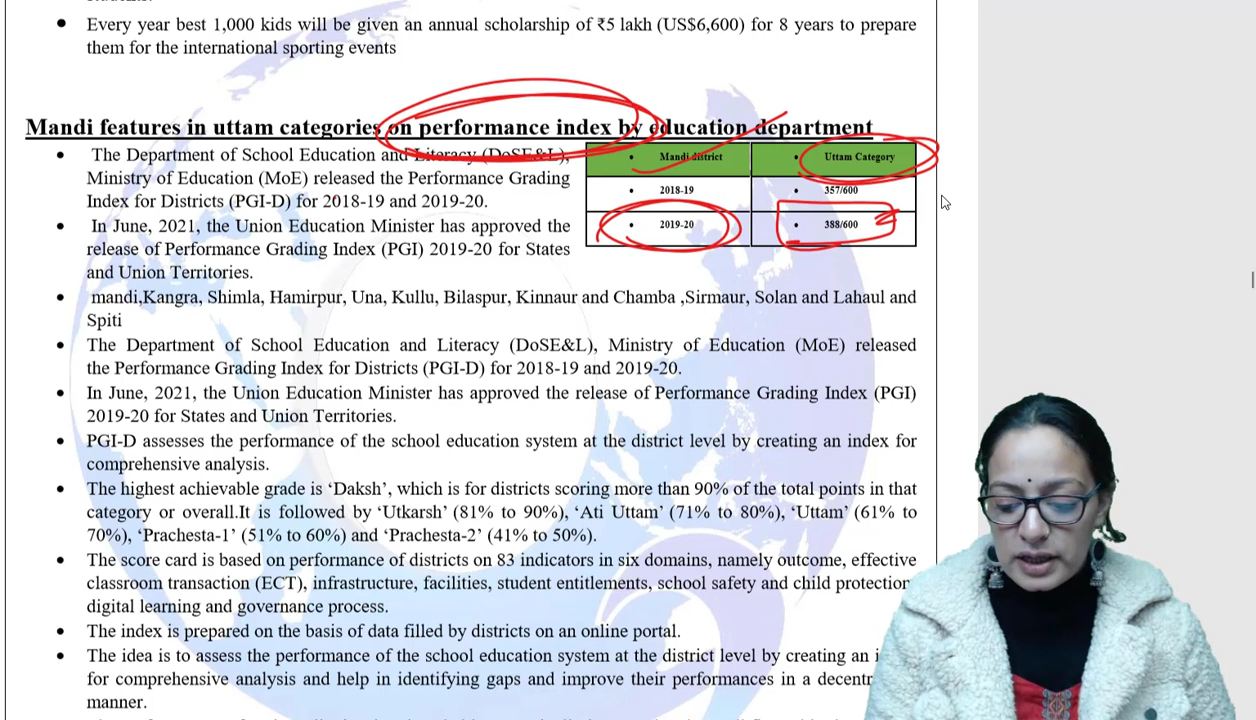 Every year best 1,000 kids will be given an annual scholarship of ₹5 lakh (US$6,600) for 8 years to prepare
them for the international sporting events
Mandi features in uttam categories on performance index by education department
The Department of School Education and Literacy (DoSE&L),
Ministry of Education (MoE) released the Performance Grading
Index for Districts (PGI-D) for 2018-19 and 2019-20.
In June, 2021, the Union Education Minister has approved the
release of Performance Grading Index (PGI) 2019-20 for States
and Union Territories.
Mandi district Uttam Category
2018-19 357/600
2019-20 388/600
mandi,Kangra, Shimla, Hamirpur, Una, Kullu, Bilaspur, Kinnaur and Chamba ,Sirmaur, Solan and Lahaul and
Spiti
The Department of School Education and Literacy (DoSE&L), Ministry of Education (MoE) released
the Performance Grading Index for Districts (PGI-D) for 2018-19 and 2019-20.
In June, 2021, the Union Education Minister has approved the release of Performance Grading Index (PGI)
2019-20 for States and Union Territories.
PGI-D assesses the performance of the school education system at the district level by creating an index for
comprehensive analysis.
The highest achievable grade is ‘Daksh’, which is for districts scoring more than 90% of the total points in that
category or overall.It is followed by ‘Utkarsh’ (81% to 90%), ‘Ati Uttam’ (71% to 80%), ‘Uttam’ (61% to
70%), ‘Prachesta-1’ (51% to 60%) and ‘Prachesta-2’ (41% to 50%).
The score card is based on performance of districts on 83 indicators in six domains, namely outcome, effective
classroom transaction (ECT), infrastructure, facilities, student entitlements, school safety and child protection
digital learning and governance process.
The index is prepared on the basis of data filled by districts on an online portal.
The idea is to assess the performance of the school education system at the district level by creating an
for comprehensive analysis and help in identifying gaps and improve their performances in a
manner.